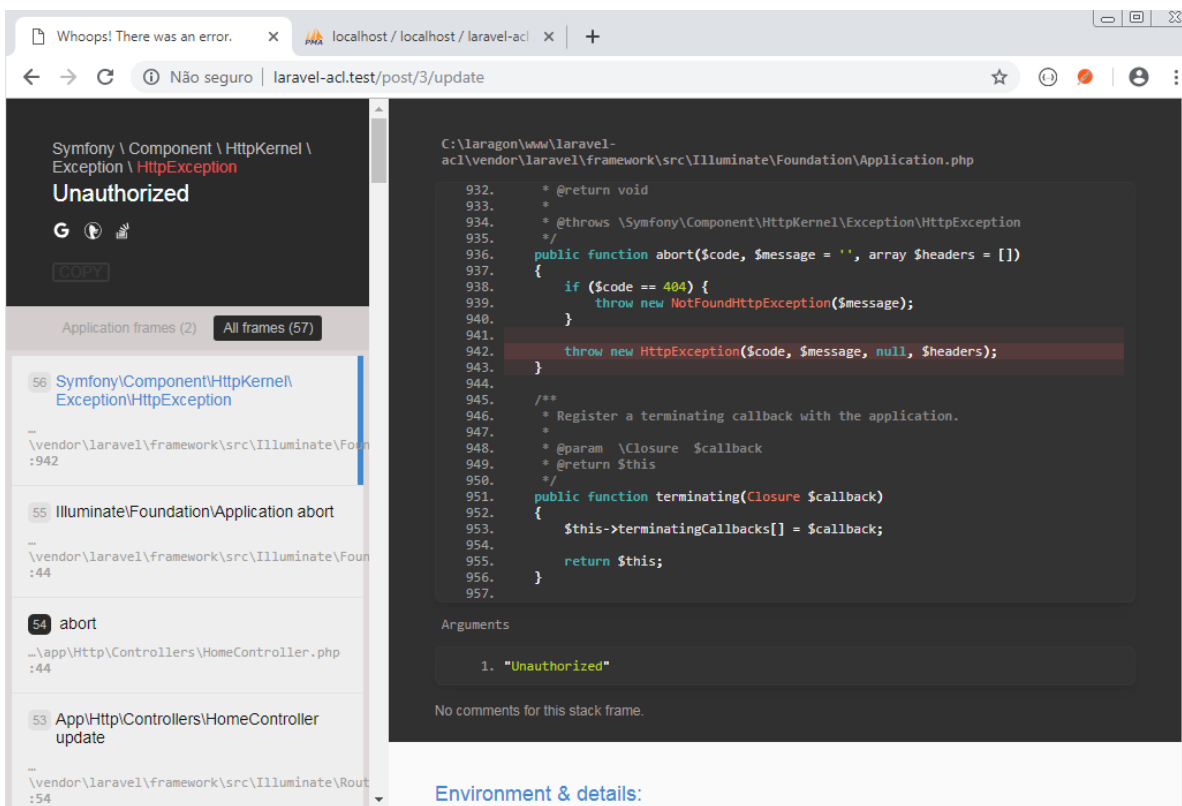 Whoops! There was an error.
PMA localhost / localhost / laravel-acl
Não seguro laravel-acl.test/post/3/update
Symfony \ Component \ HttpKernel \
Exception \ HttpException
Unauthorized
G
COPY
Application frames (2) All frames (57)
56 Symfony\Component\HttpKernel\
Exception\HttpException
…
\vendor\laravel\framework\src\Illuminate\Foun
:942
55 Illuminate\Foundation\Application abort
…
\vendor\laravel\framework\src\Illuminate\Foun
:44
54 abort
…\app\Http\Controllers\HomeController.php
:44
53 App\Http\Controllers\HomeController
update
…
\vendor\laravel\framework\src\Illuminate\Rout
:54
C:\laragon\www\laravel-
acl\vendor\laravel\framework\src\Illuminate\Foundation\Application.php
932. * @return void
933. *
934. * @throws \Symfony\Component\HttpKernel\Exception\HttpException
935. */
936. public function abort($code, $message = '', array $headers = [])
937. {
938. if ($code == 404) {
939. throw new NotFoundHttpException($message);
940. }
941.
942. throw new HttpException($code, $message, null, $headers);
943. }
944.
945. /**
946. * Register a terminating callback with the application.
947. *
948. * @param \Closure $callback
949. * @return $this
950. */
951. public function terminating(Closure $callback)
952. {
953. $this->terminatingCallbacks[] = $callback;
954.
955. return $this;
956. }
957.
Arguments
1. "Unauthorized"
No comments for this stack frame.
Environment & details: